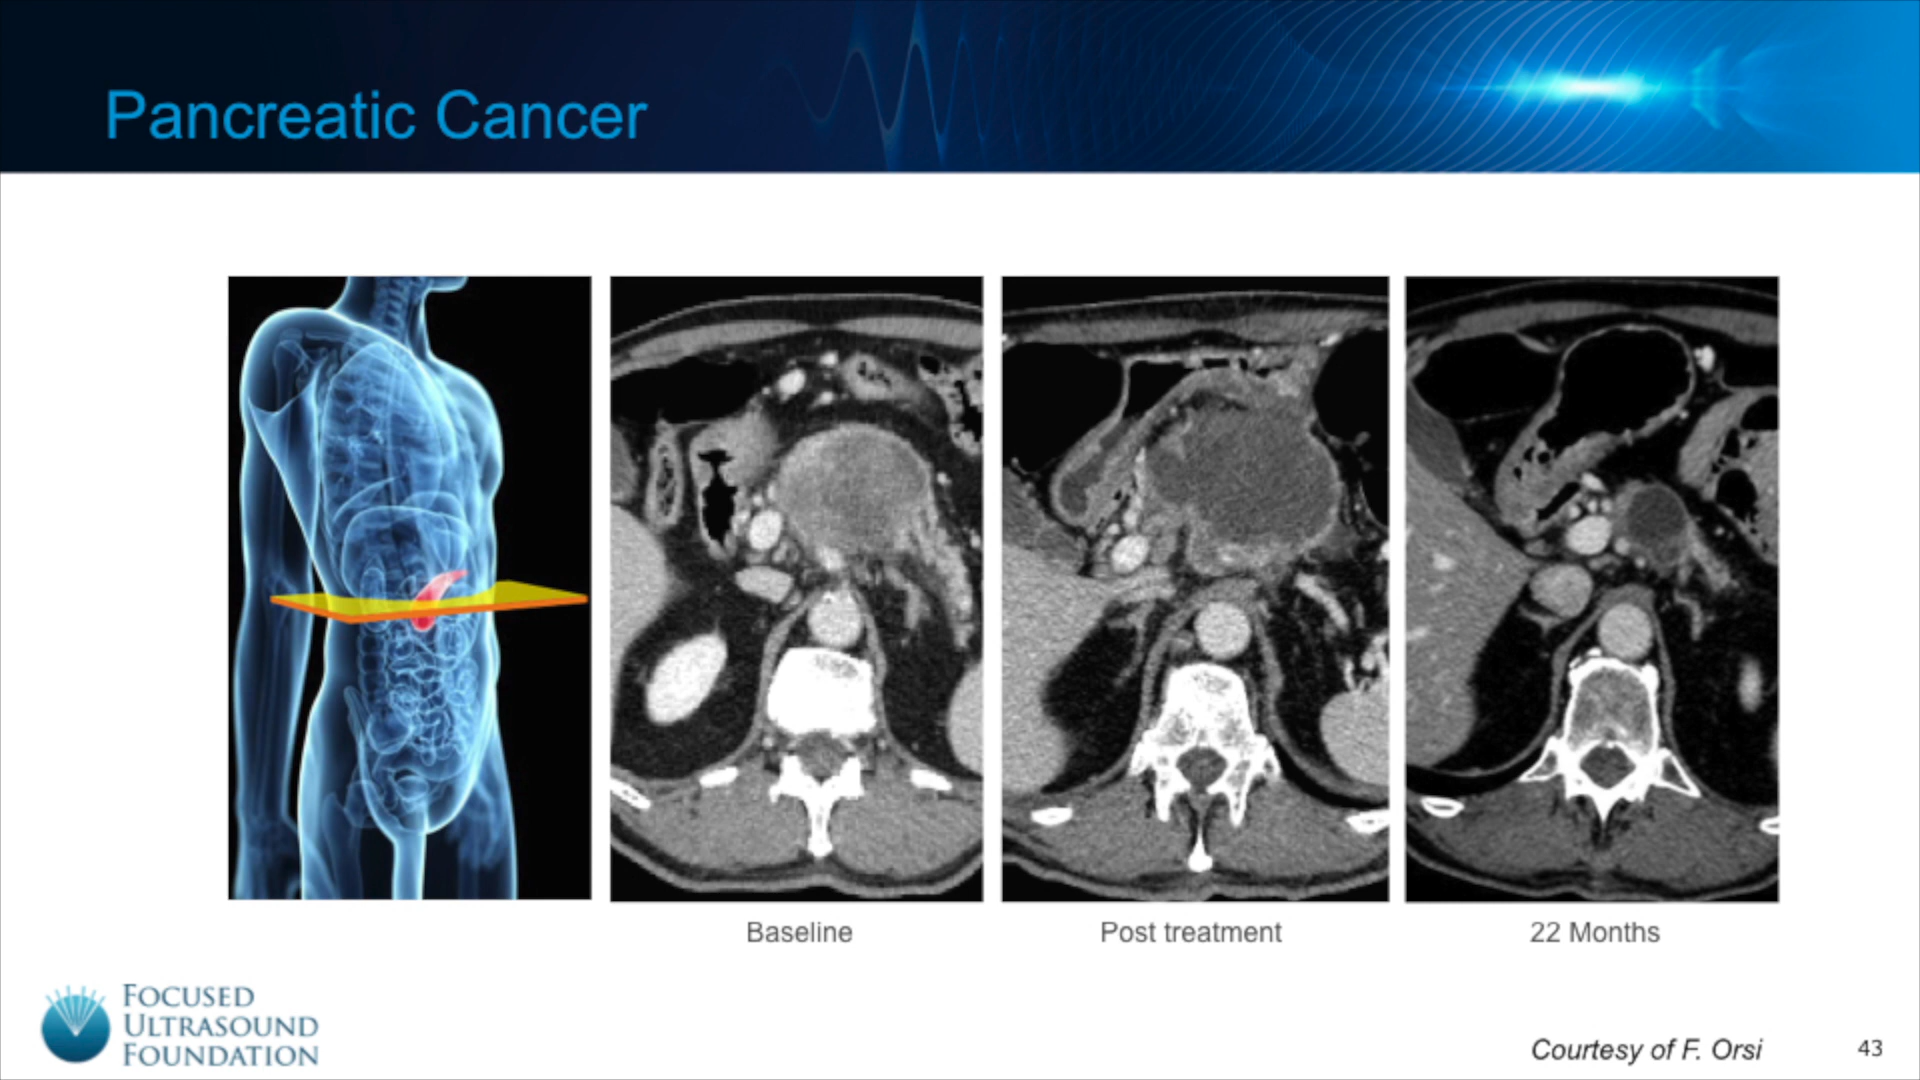 Pancreatic Cancer
Baseline
Post treatment
22 Months
FOCUSED
ULTRASOUND
FOUNDATION
Courtesy of F. Orsi
43